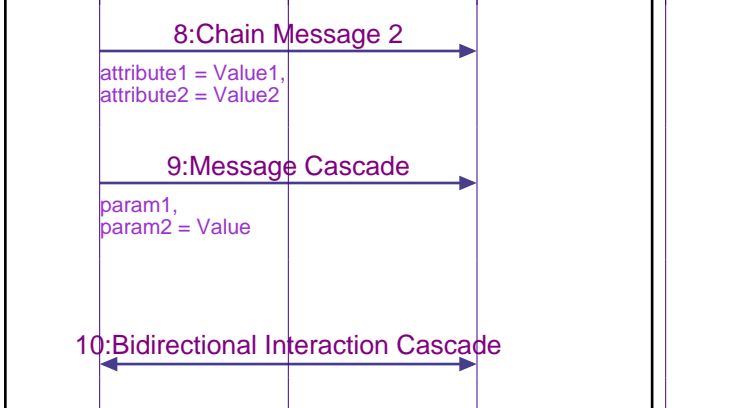 8:Chain Message 2
attribute1 = Value1,
attribute2 = Value2
9:Message Cascade
param1,
param2 = Value
10:Bidirectional Interaction Cascade